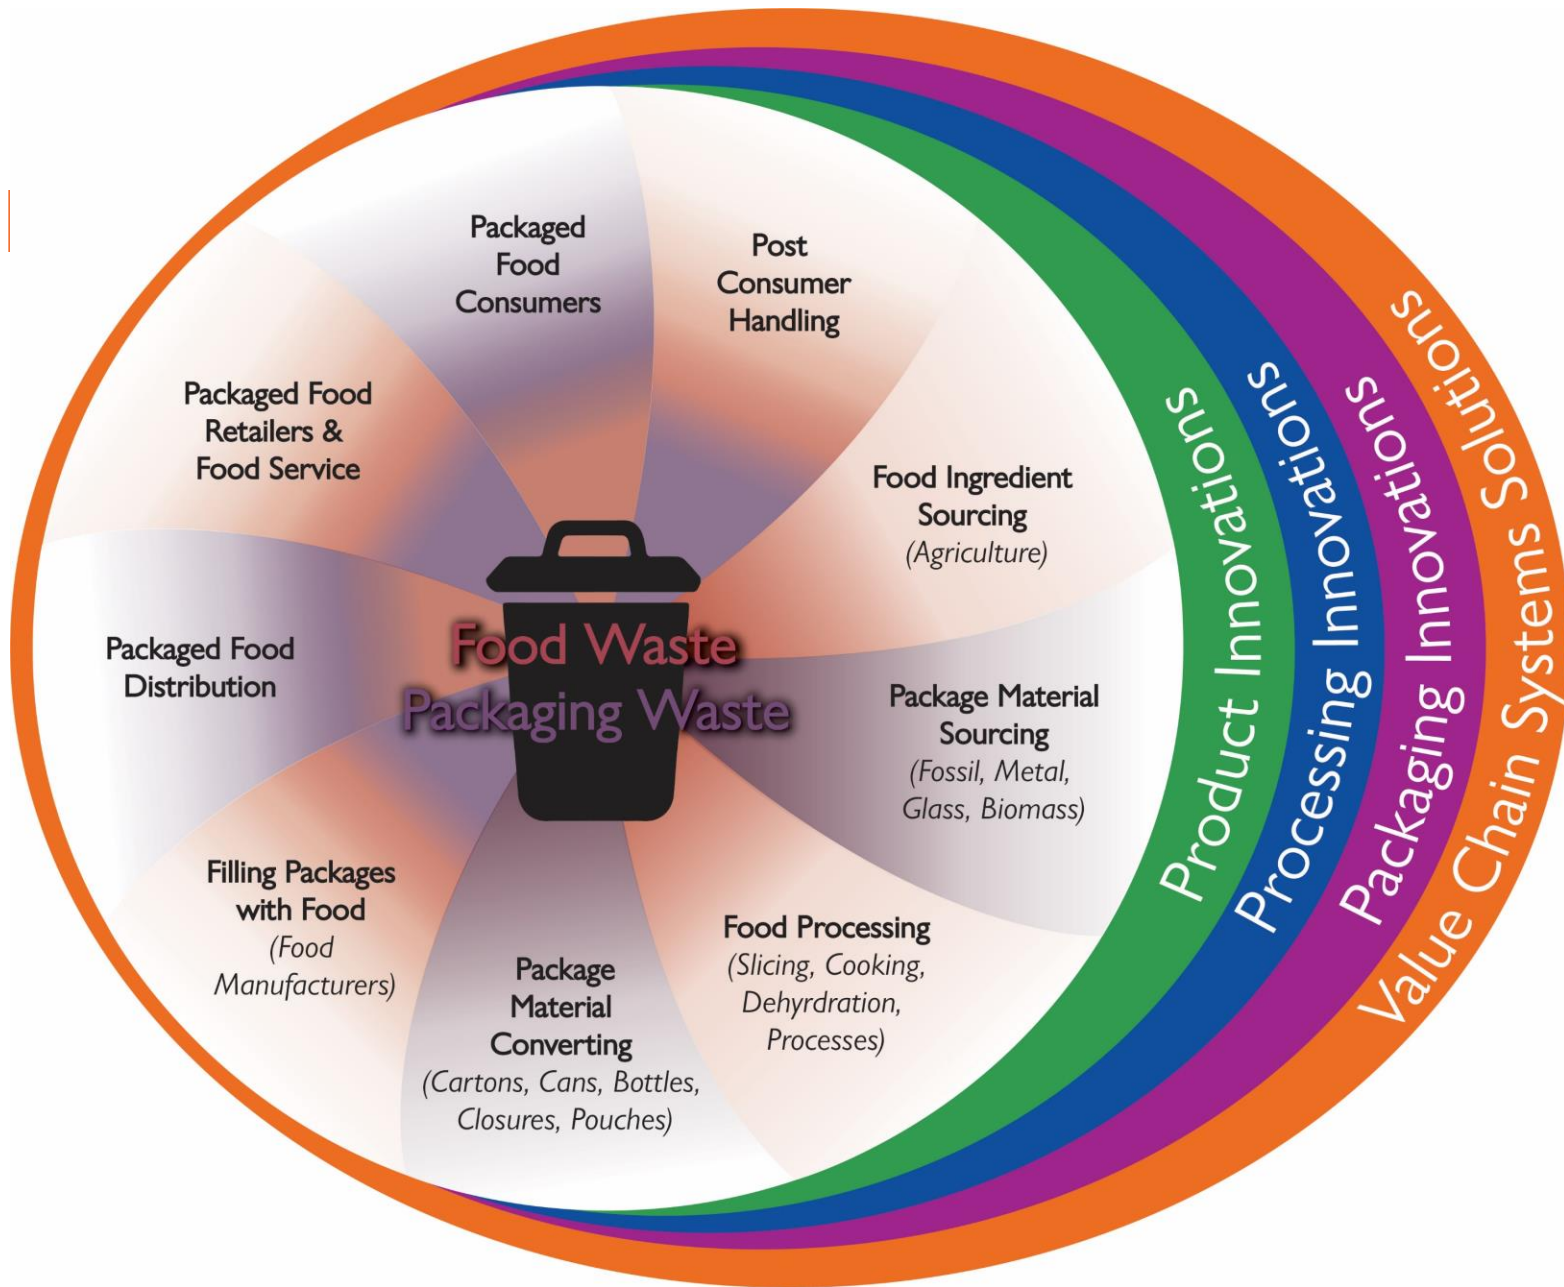 Packaged
Food
Consumers
Post
Consumer
Handling
Packaged Food
Retailers &
Food Service
Food Ingredient
Sourcing
(Agriculture)
Packaged Food
Distribution
Food Waste
Packaging Waste
Package Material
Sourcing
(Fossil, Metal,
Glass, Biomass)
Filling Packages
with Food
(Food
Manufacturers)
Package
Material
Converting
(Cartons, Cans, Bottles,
Closures, Pouches)
Food Processing
(Slicing, Cooking,
Dehyrdration,
Processes)
Product Innovations
Processing Innovations
Packaging Innovations
Value Chain Systems Solutions